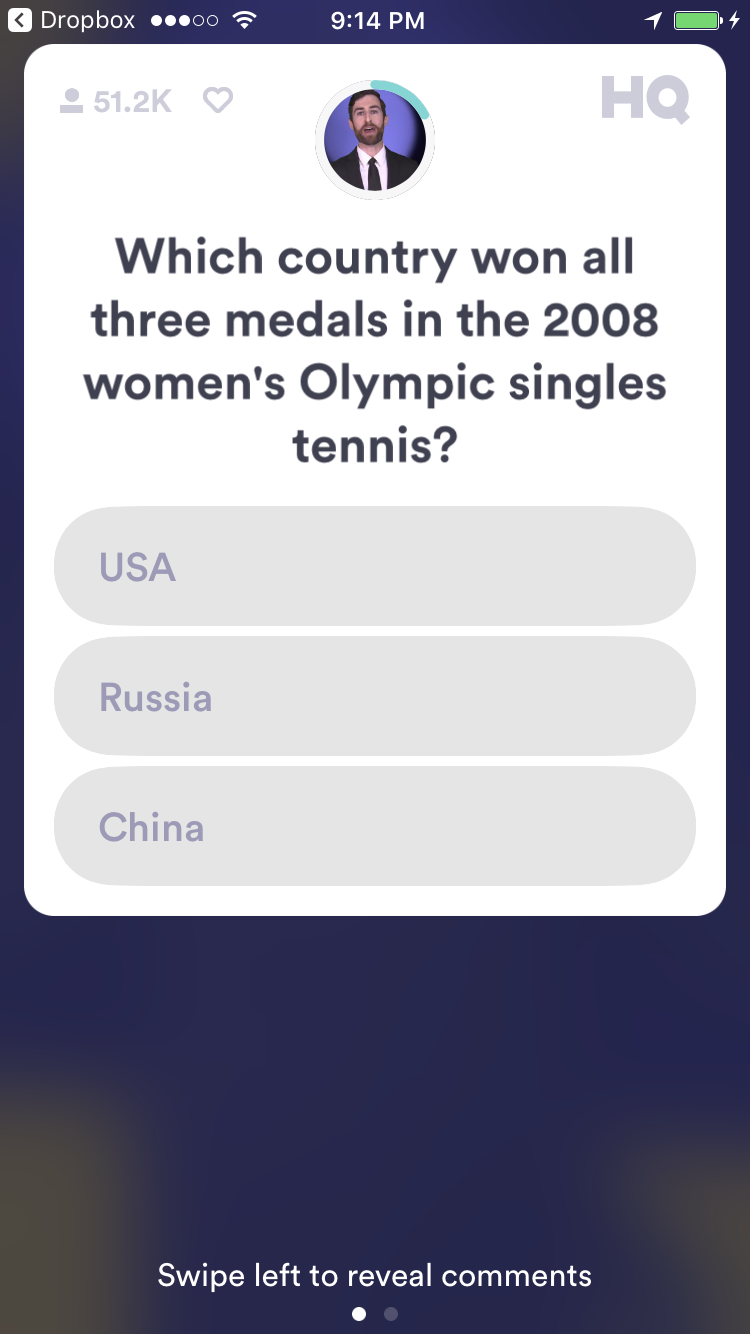 Dropbox 9:14 PM
51.2K HQ
Which country won all
three medals in the 2008
women's Olympic singles
tennis?
USA
Russia
China
Swipe left to reveal comments